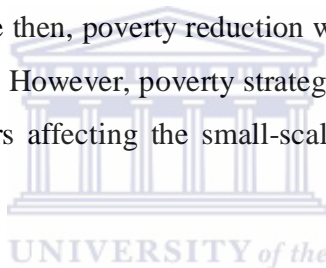 e then, poverty reduction w
However, poverty strateg
rs affecting the small-scal
UNIVERSITY of the